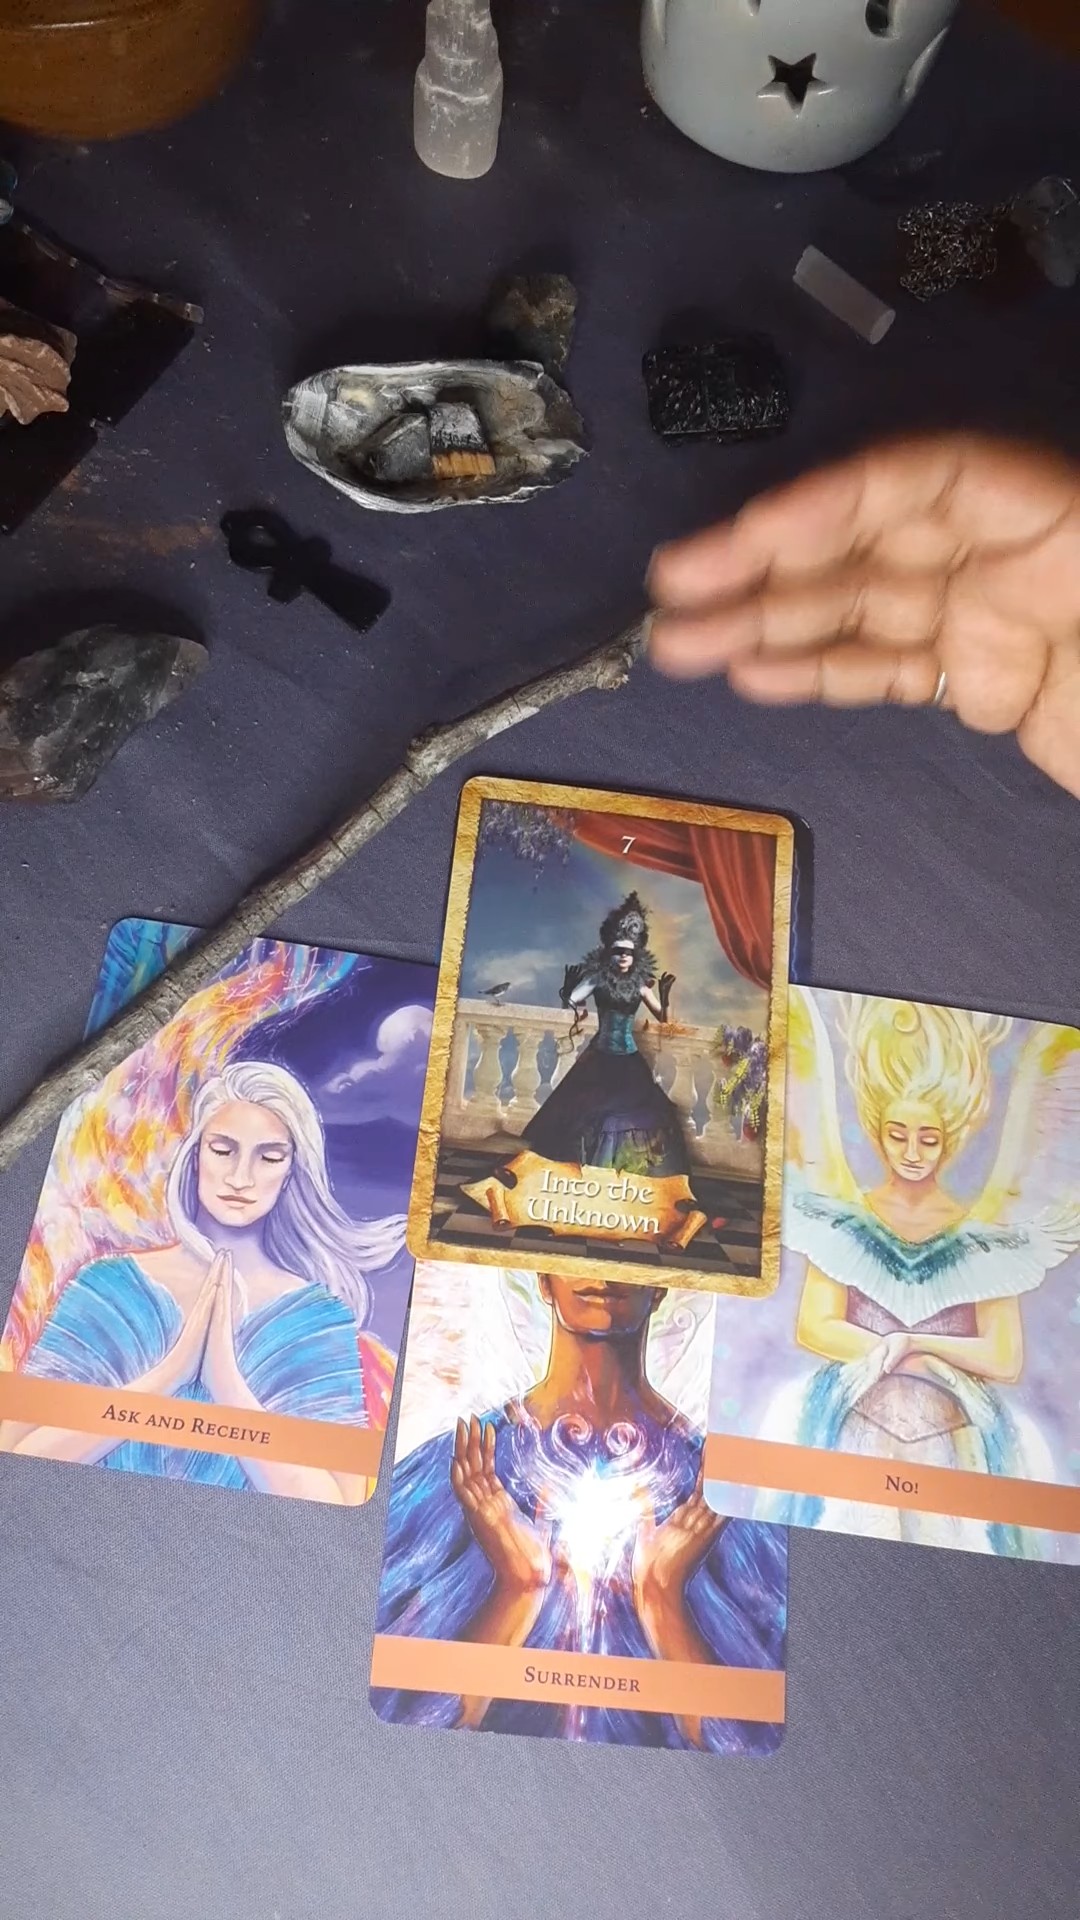 7
Into the
Unknown
ASK AND RECEIVE
NO!
SURRENDER